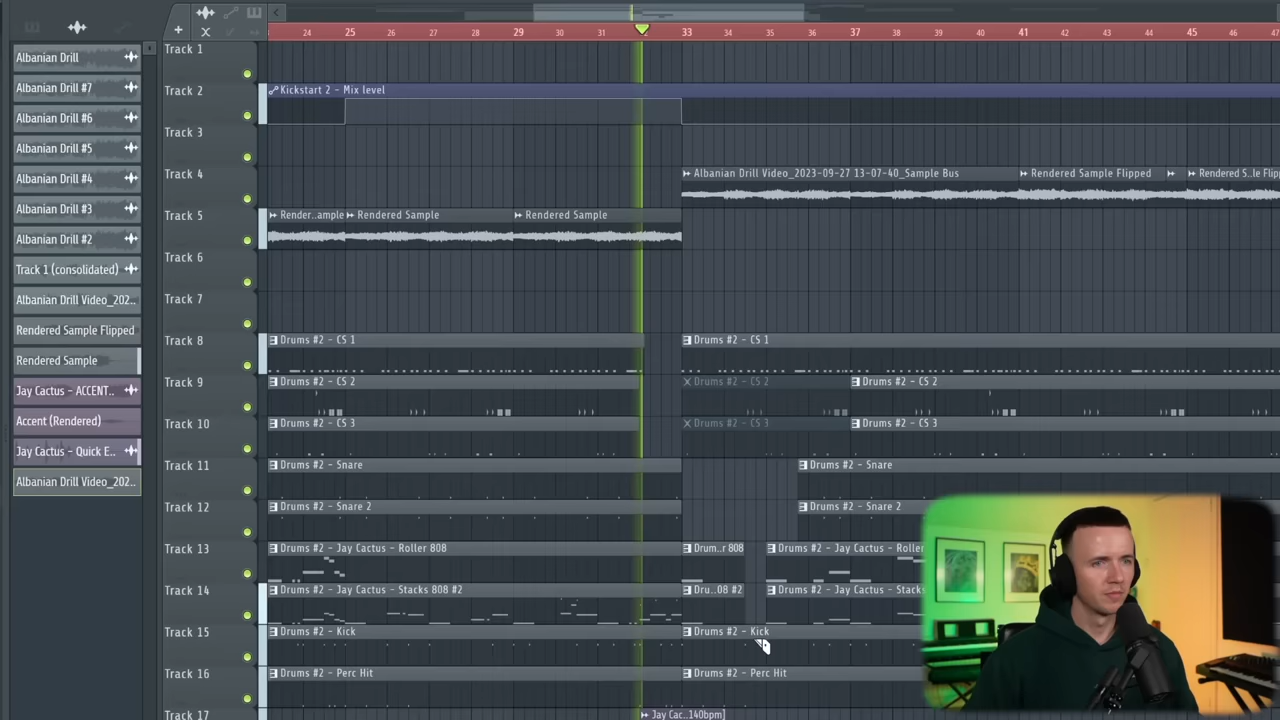 24 25 26 27 28 29 30 31 33 34 35 36 37 38 39 40 41 42 43 44 45 46 47
Albanian Drill
Albanian Drill #7
Albanian Drill #6
Albanian Drill #5
Albanian Drill #4
Albanian Drill #3
Albanian Drill #2
Track 1 (consolidated)
Albanian Drill Video_202..
Rendered Sample Flipped
Rendered Sample
Jay Cactus - ACCENT..
Accent (Rendered)
Jay Cactus - Quick E..
Albanian Drill Video_202..
Track 1
Track 2
Kickstart 2 - Mix level
Track 3
Track 4
Albanian Drill Video_2023-09-27 13-07-40_Sample Bus
Rendered Sample Flipped
Rendered S..le Flip
Track 5
Render..ample
Rendered Sample
Rendered Sample
Track 6
Track 7
Track 8
Drums #2 - CS 1
Drums #2 - CS 1
Track 9
Drums #2 - CS 2
Drums #2 - CS 2
Drums #2 - CS 2
Track 10
Drums #2 - CS 3
Drums #2 - CS 3
Drums #2 - CS 3
Track 11
Drums #2 - Snare
Drums #2 - Snare
Track 12
Drums #2 - Snare 2
Drums #2 - Snare 2
Track 13
Drums #2 - Jay Cactus - Roller 808
Drum..r 808
Drums #2 - Jay Cactus - Roller
Track 14
Drums #2 - Jay Cactus - Stacks 808 #2
Dru..08 #2
Drums #2 - Jay Cactus - Stacks
Track 15
Drums #2 - Kick
Drums #2 - Kick
Track 16
Drums #2 - Perc Hit
Drums #2 - Perc Hit
Track 17
Jay Cac..140bpm]